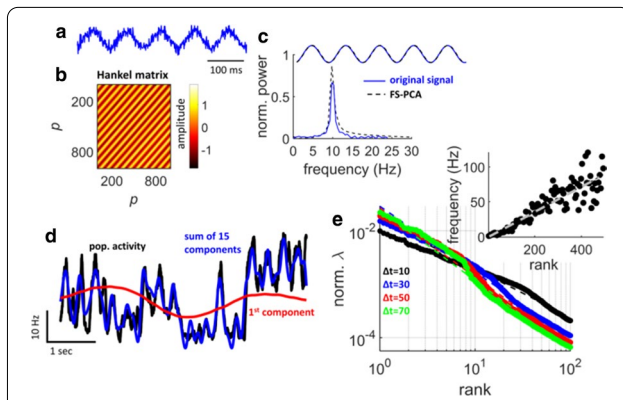 a
100 ms
b
Hankel matrix
200
p
800
200 800
p
amplitude
1
0
-1
c
norm. power
1
0.5
0
0 10 20 30
frequency (Hz)
original signal
FS-PCA
d
pop. activity
sum of 15
components
1st component
10 Hz
1 sec
e
norm. λ
10-2
10-4
Δt=10
Δt=30
Δt=50
Δt=70
100 101 102
rank
frequency (Hz)
100
50
0
200 400
rank